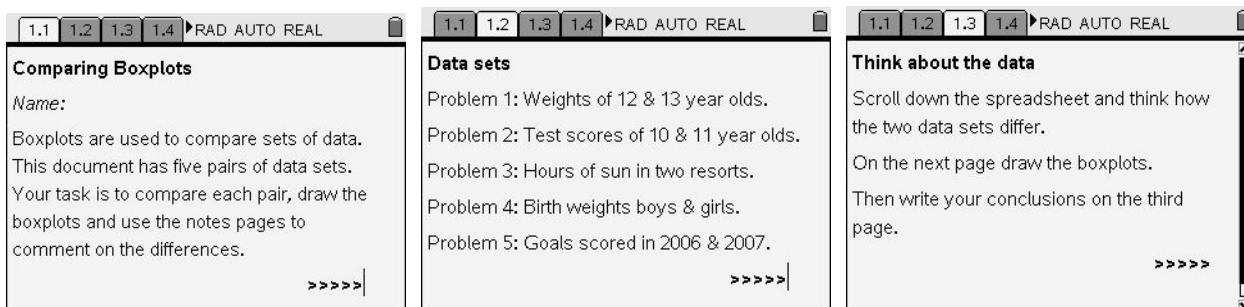 1.1 1.2 1.3 1.4 RAD AUTO REAL
Comparing Boxplots
Name:
Boxplots are used to compare sets of data.
This document has five pairs of data sets.
Your task is to compare each pair, draw the
boxplots and use the notes pages to
comment on the differences.
>>>>>
1.1 1.2 1.3 1.4 RAD AUTO REAL
Data sets
Problem 1: Weights of 12 & 13 year olds.
Problem 2: Test scores of 10 & 11 year olds.
Problem 3: Hours of sun in two resorts.
Problem 4: Birth weights boys & girls.
Problem 5: Goals scored in 2006 & 2007.
>>>>>
1.1 1.2 1.3 1.4 RAD AUTO REAL
Think about the data
Scroll down the spreadsheet and think how
the two data sets differ.
On the next page draw the boxplots.
Then write your conclusions on the third
page.
>>>>>